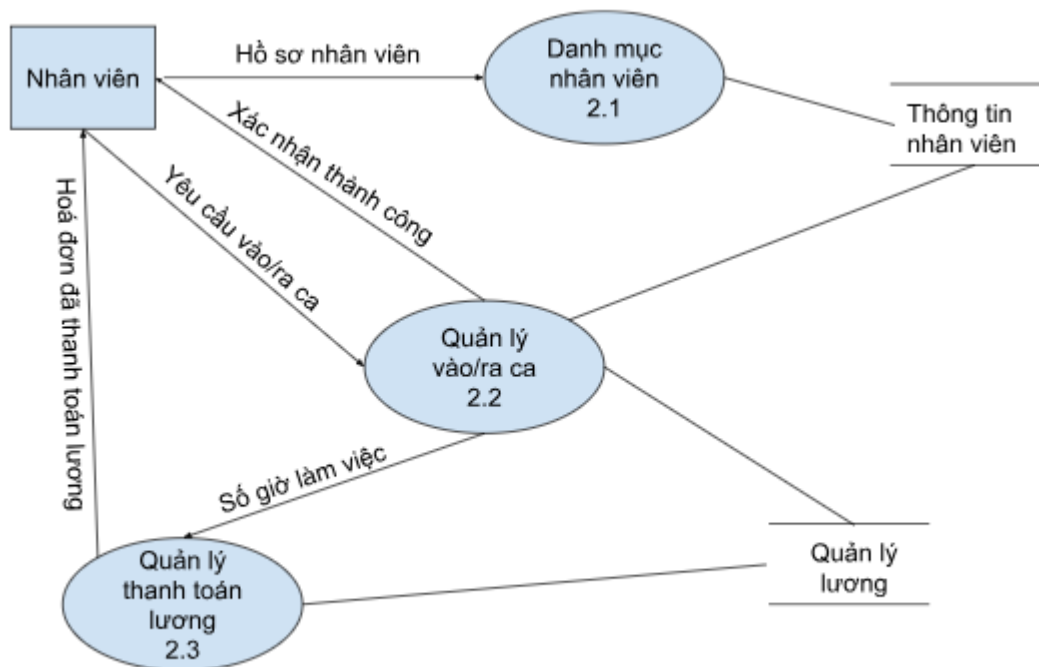 Nhân viên
Hồ sơ nhân viên
Danh mục
nhân viên
2.1
Thông tin
nhân viên
Xác nhận thành công
Yêu cầu vào/ra ca
Hoá đơn đã thanh toán lương
Quản lý
vào/ra ca
2.2
Số giờ làm việc
Quản lý
thanh toán
lương
2.3
Quản lý
lương